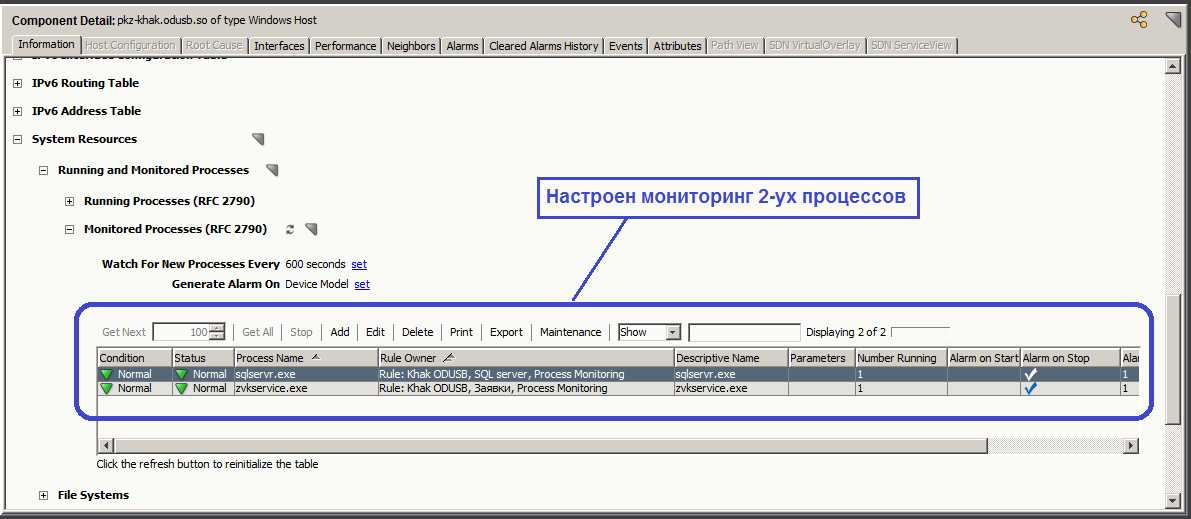 Component Detail: pkz-khak.odusb.so of type Windows Host
Information Host Configuration Root Cause Interfaces Performance Neighbors Alarms Cleared Alarms History Events Attributes Path View SDN VirtualOverlay SDN ServiceView
IPv6 Routing Table
IPv6 Address Table
System Resources
Running and Monitored Processes
Running Processes (RFC 2790)
Настроен мониторинг 2-ух процессов
Monitored Processes (RFC 2790)
Watch For New Processes Every 600 seconds set
Generate Alarm On Device Model set
Get Next 100 Get All Stop Add Edit Delete Print Export Maintenance Show Displaying 2 of 2
Condition Status Process Name Rule Owner Descriptive Name Parameters Number Running Alarm on Start Alarm on Stop Alar
Normal Normal sqlservr.exe Rule: Khak ODUSB, SQL server, Process Monitoring sqlservr.exe 1 1
Normal Normal zvkservice.exe Rule: Khak ODUSB, Заявки, Process Monitoring zvkservice.exe 1 1
Click the refresh button to reinitialize the table
File Systems